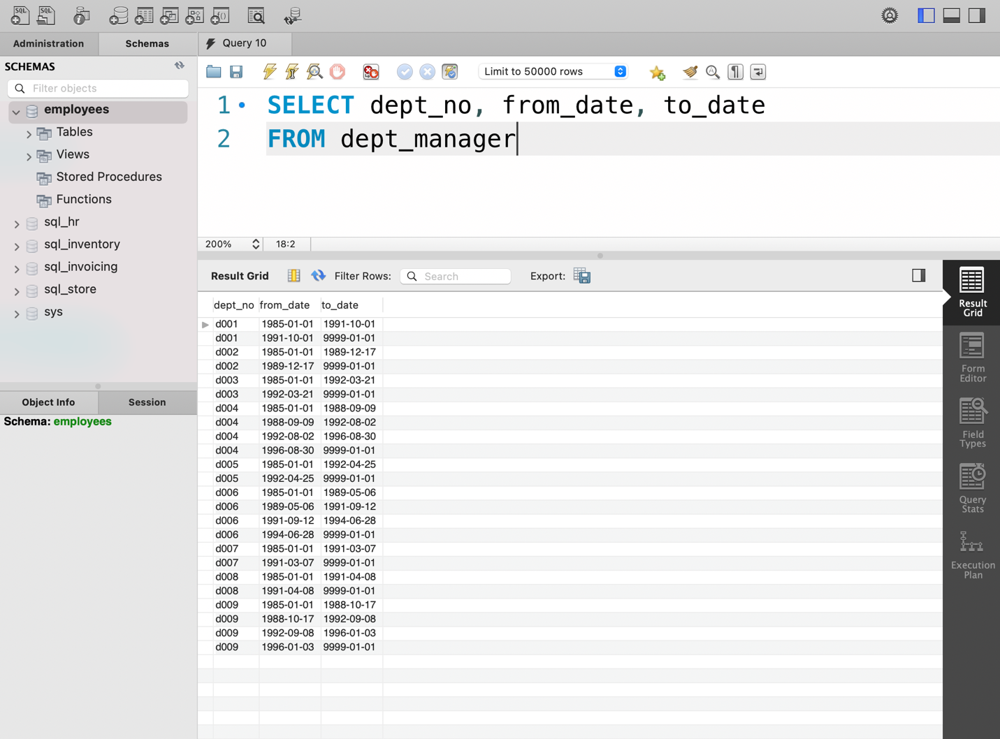 SQL SQL
Administration Schemas Query 10
SCHEMAS
Filter objects
employees
Tables
Views
Stored Procedures
Functions
sql_hr
sql_inventory
sql_invoicing
sql_store
sys
Object Info Session
Schema: employees
Limit to 50000 rows
1 SELECT dept_no, from_date, to_date
2 FROM dept_manager
200% 18:2
Result Grid Filter Rows: Search Export:
dept_no from_date to_date
d001 1985-01-01 1991-10-01
d001 1991-10-01 9999-01-01
d002 1985-01-01 1989-12-17
d002 1989-12-17 9999-01-01
d003 1985-01-01 1992-03-21
d003 1992-03-21 9999-01-01
d004 1985-01-01 1988-09-09
d004 1988-09-09 1992-08-02
d004 1992-08-02 1996-08-30
d004 1996-08-30 9999-01-01
d005 1985-01-01 1992-04-25
d005 1992-04-25 9999-01-01
d006 1985-01-01 1989-05-06
d006 1989-05-06 1991-09-12
d006 1991-09-12 1994-06-28
d006 1994-06-28 9999-01-01
d007 1985-01-01 1991-03-07
d007 1991-03-07 9999-01-01
d008 1985-01-01 1991-04-08
d008 1991-04-08 9999-01-01
d009 1985-01-01 1988-10-17
d009 1988-10-17 1992-09-08
d009 1992-09-08 1996-01-03
d009 1996-01-03 9999-01-01
Result
Grid
Form
Editor
Field
Types
Query
Stats
Execution
Plan